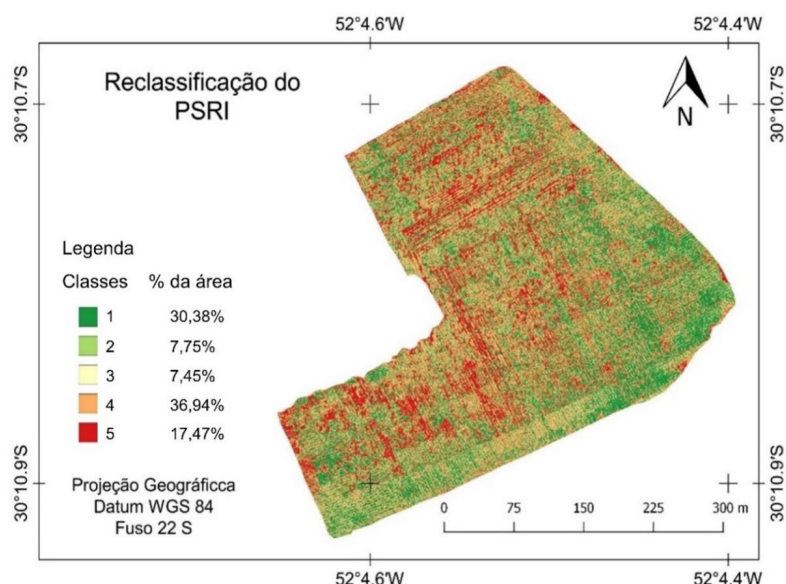 52°4.6'W 52°4.4'W
30°10.7'S 30°10.7'S
Reclassificação do
PSRI
N
Legenda
Classes % da área
1 30,38%
2 7,75%
3 7,45%
4 36,94%
5 17,47%
Projeção Geográficca
Datum WGS 84
Fuso 22 S
30°10.9'S 30°10.9'S
0 75 150 225 300 m
52°4.6'W 52°4.4'W